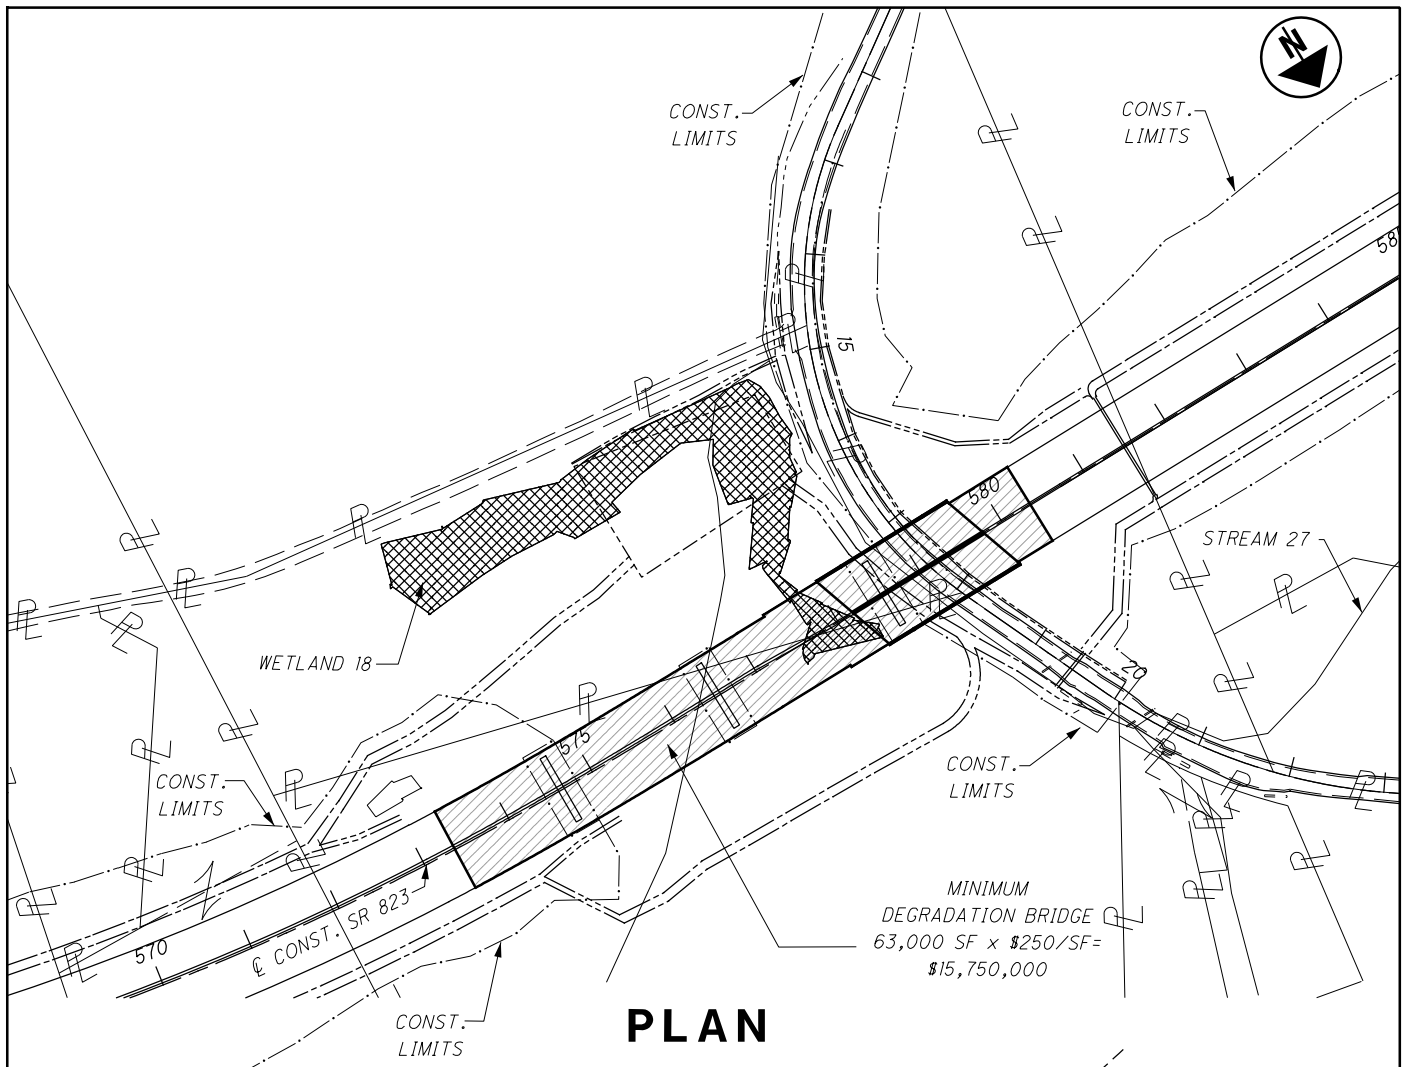 N
CONST.
LIMITS
CONST.
LIMITS
58
15
580
STREAM 27
WETLAND 18
20
575
CONST.
LIMITS
CONST.
LIMITS
℄ CONST. SR 823
570
MINIMUM
DEGRADATION BRIDGE
63,000 SF x $250/SF=
$15,750,000
CONST.
LIMITS
PLAN